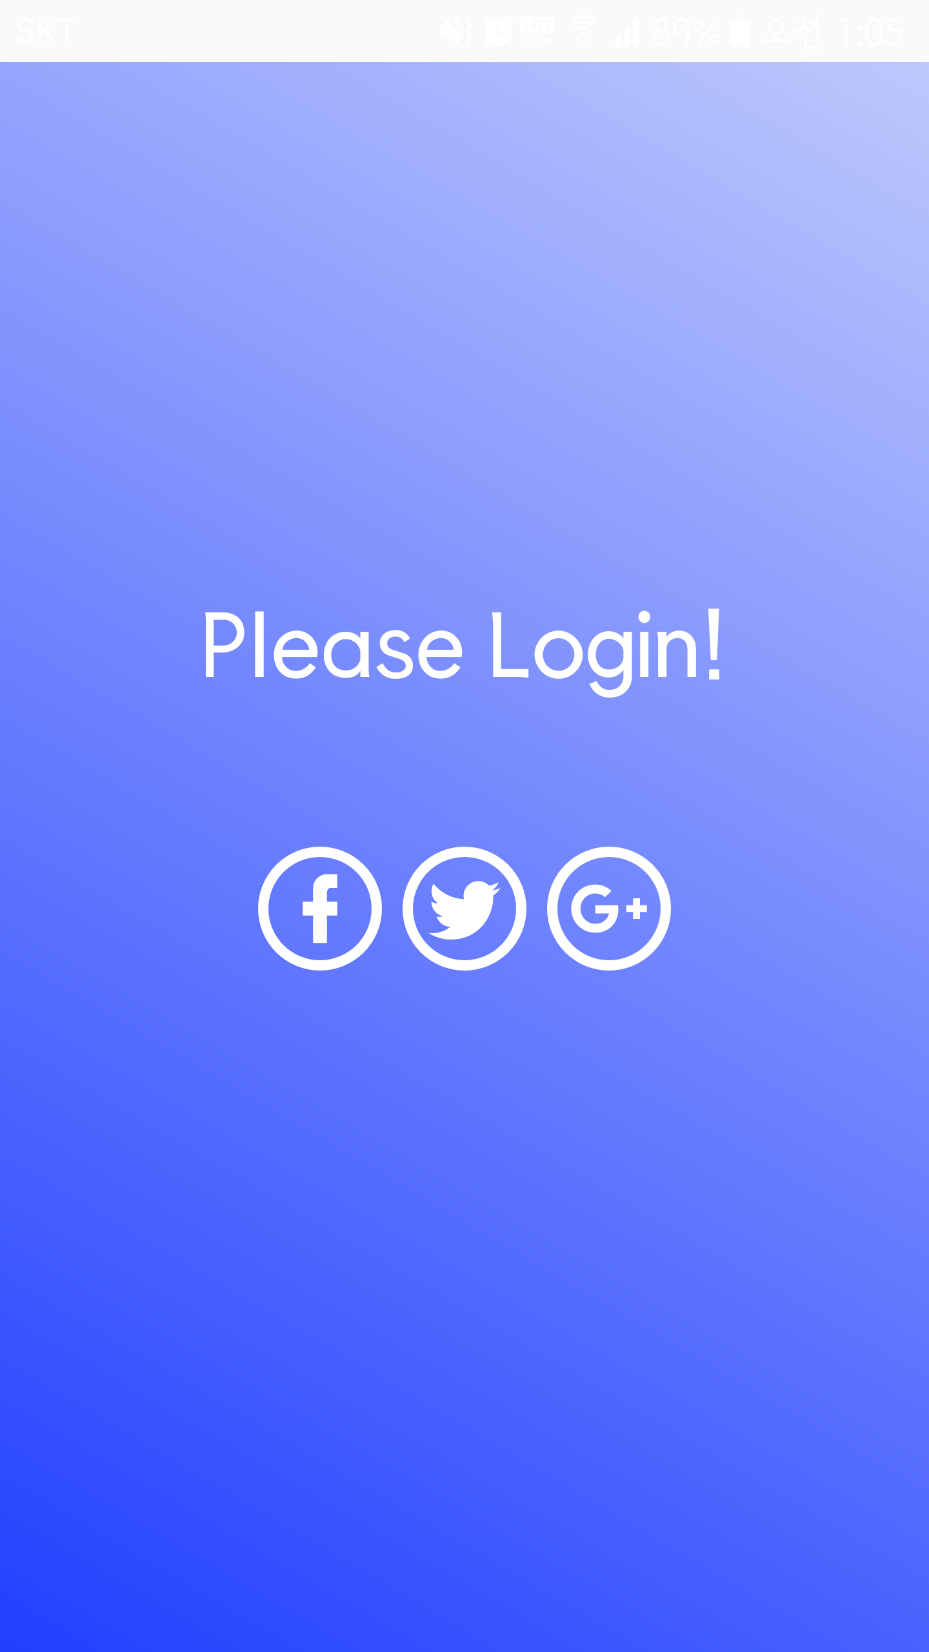 SKT 89% 오전 1:05
Please Login!
f G+